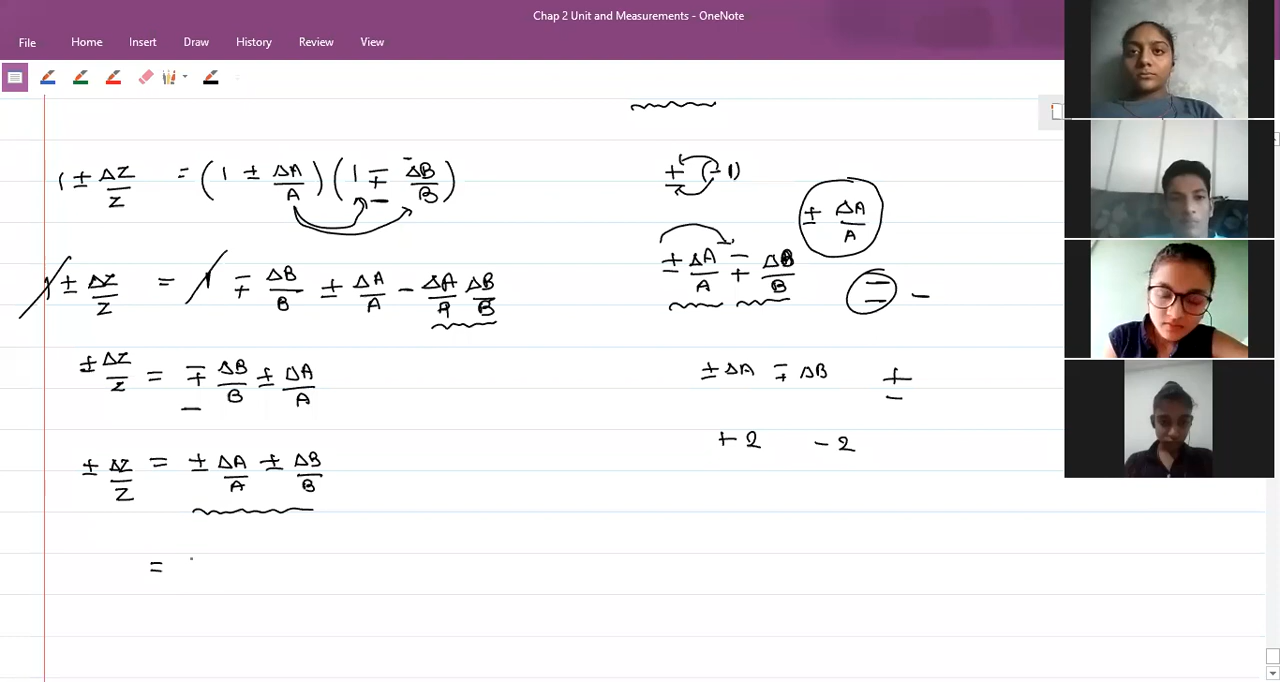 Chap 2 Unit and Measurements - OneNote
File Home Insert Draw History Review View
1 ± ΔZ/Z = (1 ± ΔA/A)(1 ∓ ΔB/B)
± (-1)
± ΔA/A
1 ± ΔZ/Z = 1 ∓ ΔB/B ± ΔA/A - ΔA/A ΔB/B
± ΔA/A ∓ ΔB/B
= -
± ΔZ/Z = ∓ ΔB/B ± ΔA/A
± ΔA ∓ ΔB ±
+ 2 - 2
± ΔZ/Z = ± ΔA/A ± ΔB/B
=